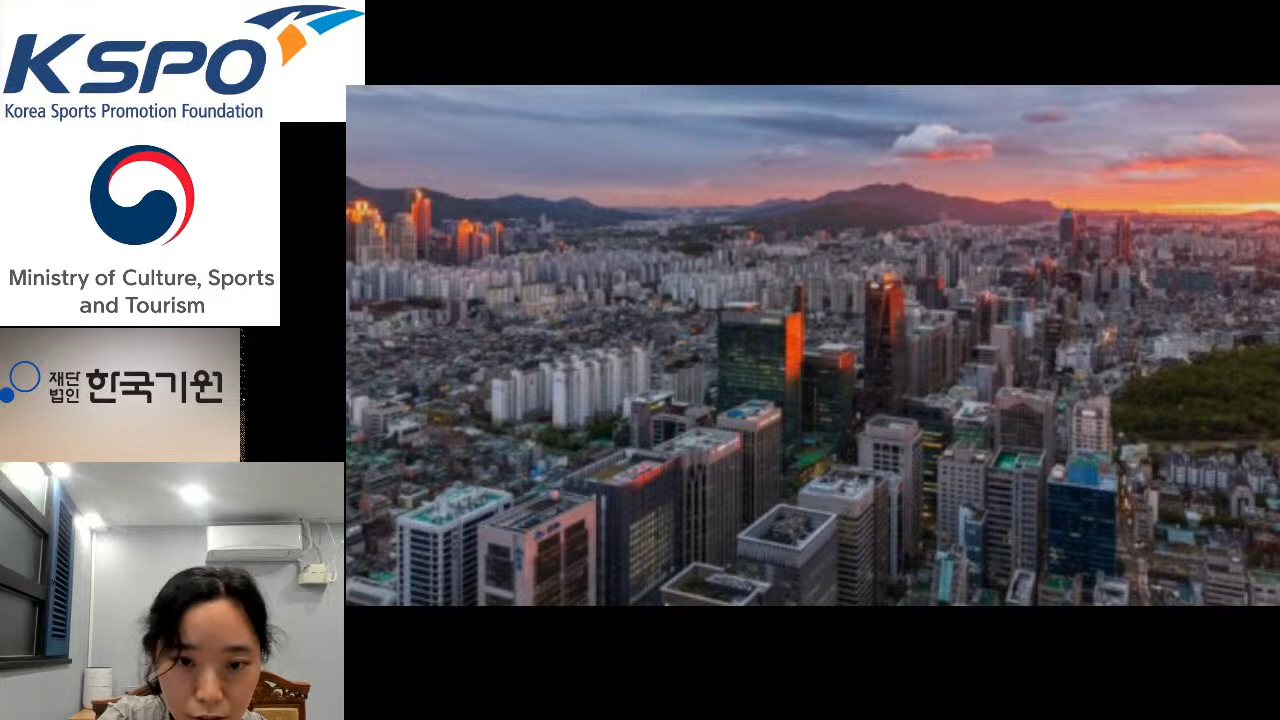 KSPO
Korea Sports Promotion Foundation
Ministry of Culture, Sports
and Tourism
재단
법인
한국기원